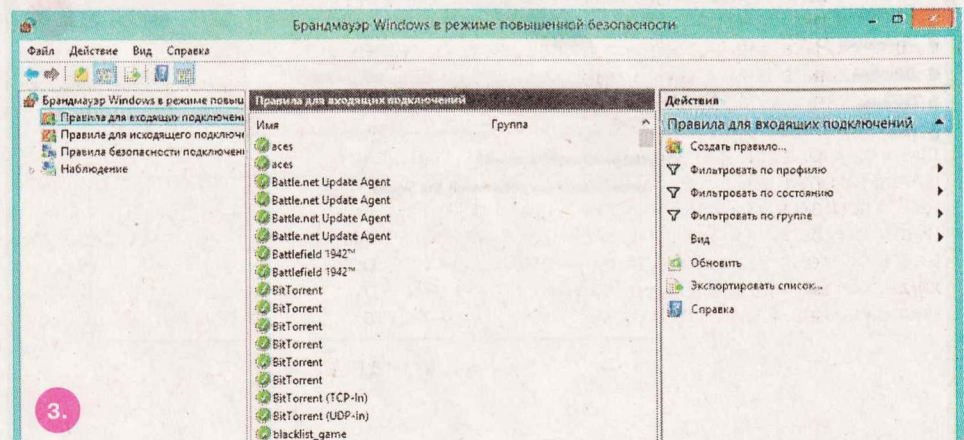 Брандмауэр Windows в режиме повышенной безопасности
Файл Действие Вид Справка
Брандмауэр Windows в режиме повыш
Правила для входящих подключени
Правила для исходящего подключе
Правила безопасности подключени
Наблюдение
Правила для входящих подключений
Имя Группа
aces
aces
Battle.net Update Agent
Battle.net Update Agent
Battle.net Update Agent
Battle.net Update Agent
Battlefield 1942™
Battlefield 1942™
BitTorrent
BitTorrent
BitTorrent
BitTorrent
BitTorrent
BitTorrent
BitTorrent (TCP-In)
BitTorrent (UDP-in)
blacklist_game
Действия
Правила для входящих подключений
Создать правило...
Фильтровать по профилю
Фильтровать по состоянию
Фильтровать по группе
Вид
Обновить
Экспортировать список...
Справка
3.